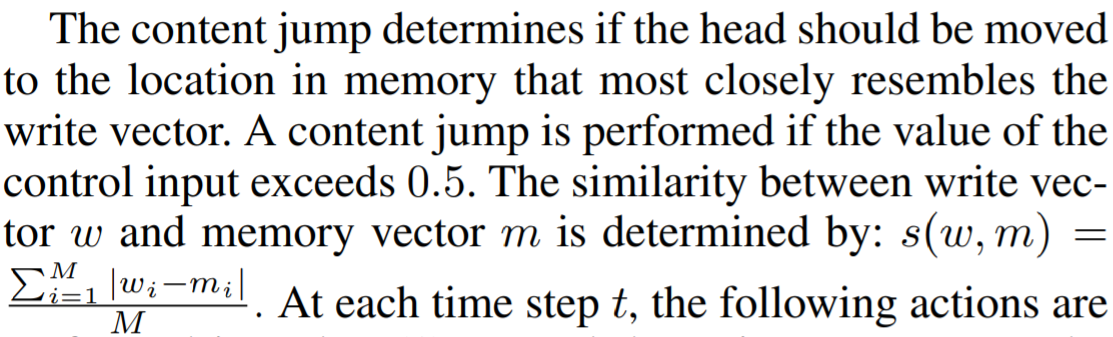 The content jump determines if the head should be moved
to the location in memory that most closely resembles the
write vector. A content jump is performed if the value of the
control input exceeds 0.5. The similarity between write vec-
tor w and memory vector m is determined by: s(w, m) =
\frac{\sum_{i=1}^{M} |w_i - m_i|}{M}. At each time step t, the following actions are